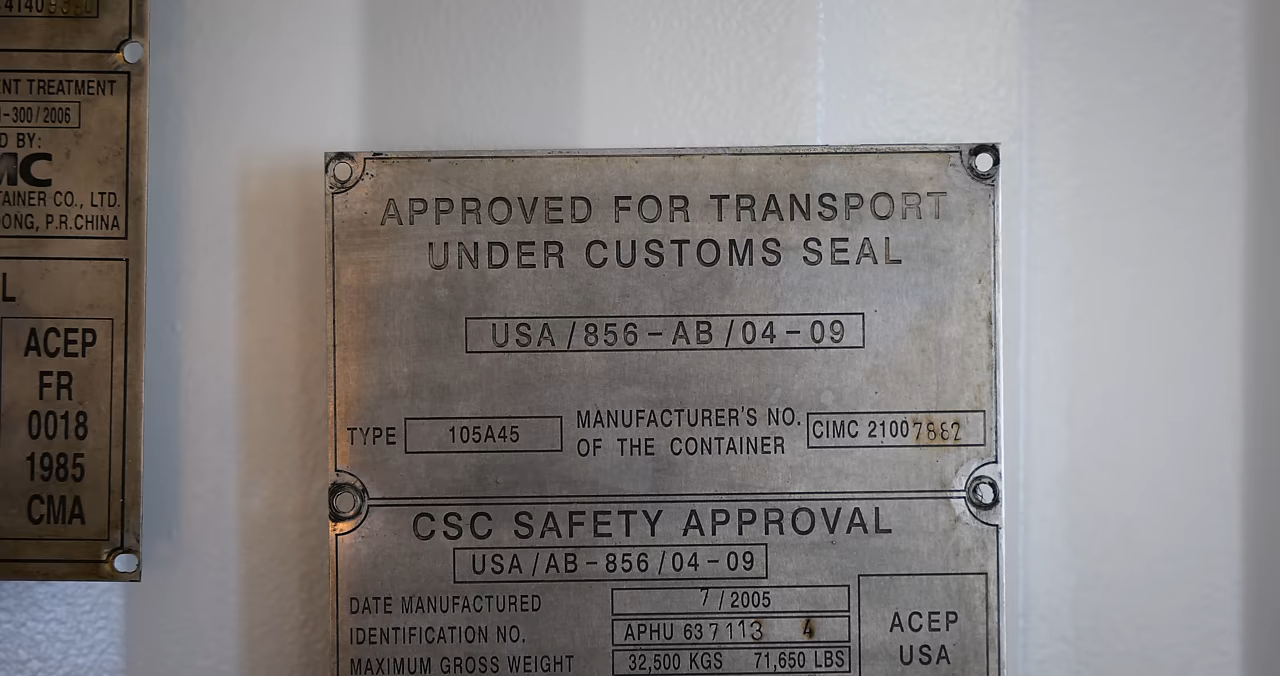 ENT TREATMENT
-300/2006
D BY:
MC
TAINER CO., LTD.
ONG, P.R.CHINA
L
ACEP
FR
0018
1985
CMA
APPROVED FOR TRANSPORT
UNDER CUSTOMS SEAL
USA/856-AB/04-09
TYPE 105A45 MANUFACTURER'S NO. OF THE CONTAINER CIMC 21007882
CSC SAFETY APPROVAL
USA/AB-856/04-09
DATE MANUFACTURED 7/2005
IDENTIFICATION NO. APHU 637113 4
MAXIMUM GROSS WEIGHT 32,500 KGS 71,650 LBS
ACEP
USA